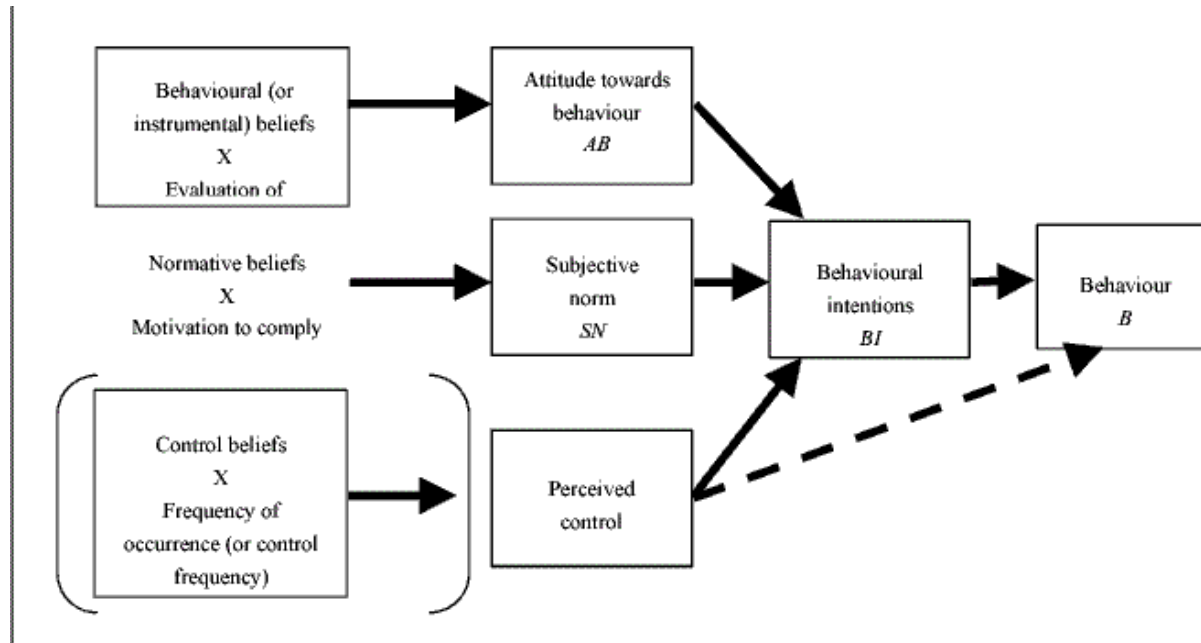 Behavioural (or
instrumental) beliefs
X
Evaluation of
Attitude towards
behaviour
AB
Normative beliefs
X
Motivation to comply
Subjective
norm
SN
Behavioural
intentions
BI
Behaviour
B
Control beliefs
X
Frequency of
occurrence (or control
frequency)
Perceived
control